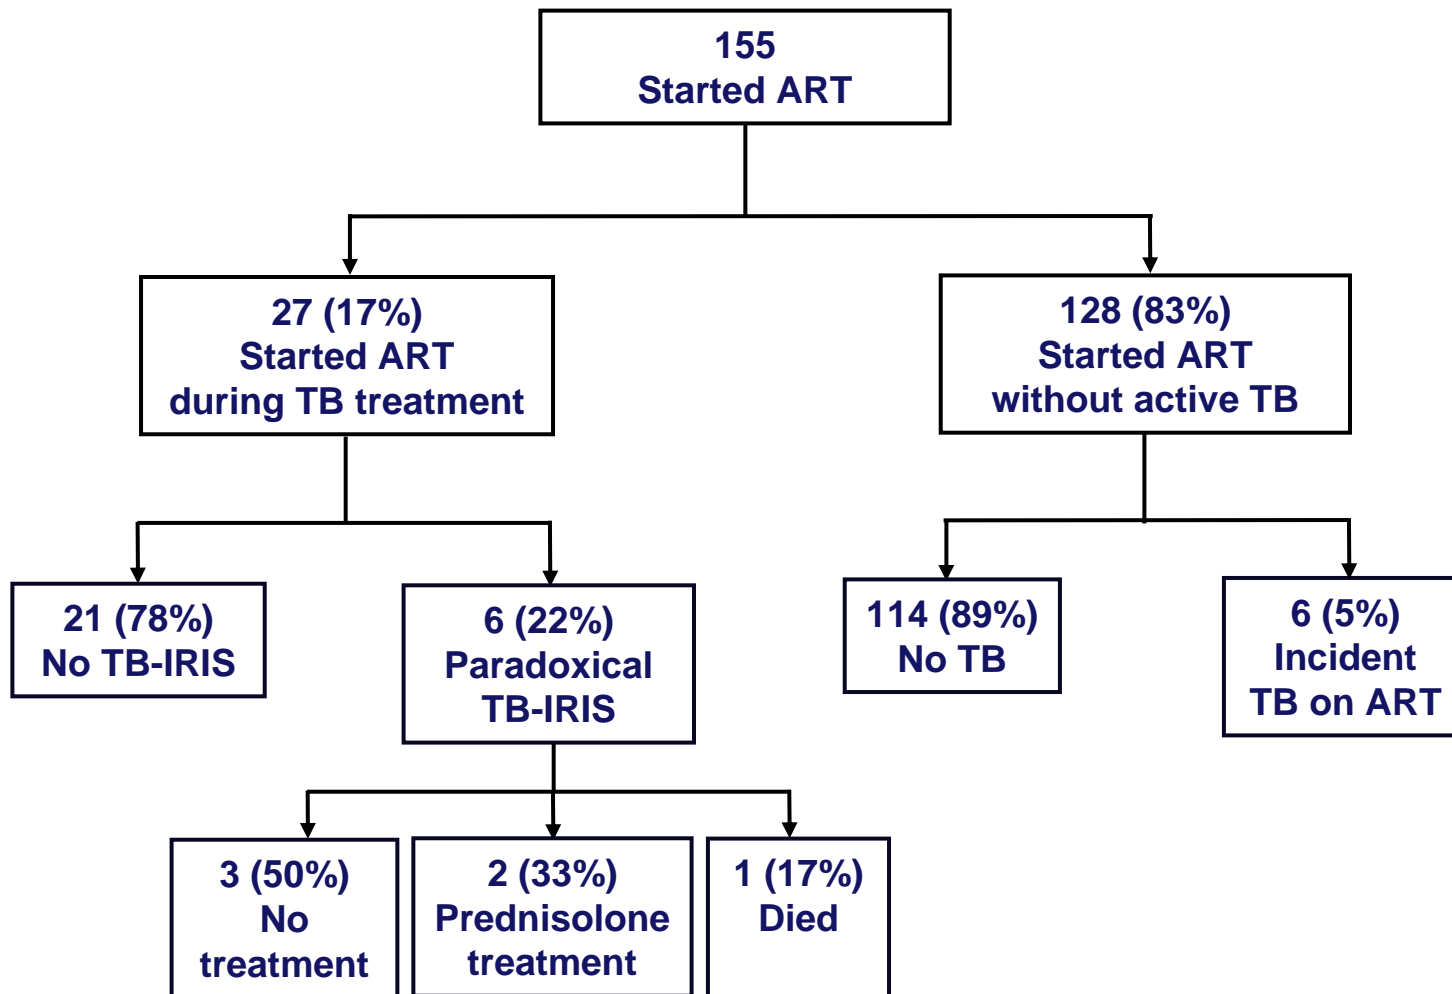 155
Started ART
27 (17%)
Started ART
during TB treatment
128 (83%)
Started ART
without active TB
21 (78%)
No TB-IRIS
6 (22%)
Paradoxical
TB-IRIS
114 (89%)
No TB
6 (5%)
Incident
TB on ART
3 (50%)
No
treatment
2 (33%)
Prednisolone
treatment
1 (17%)
Died